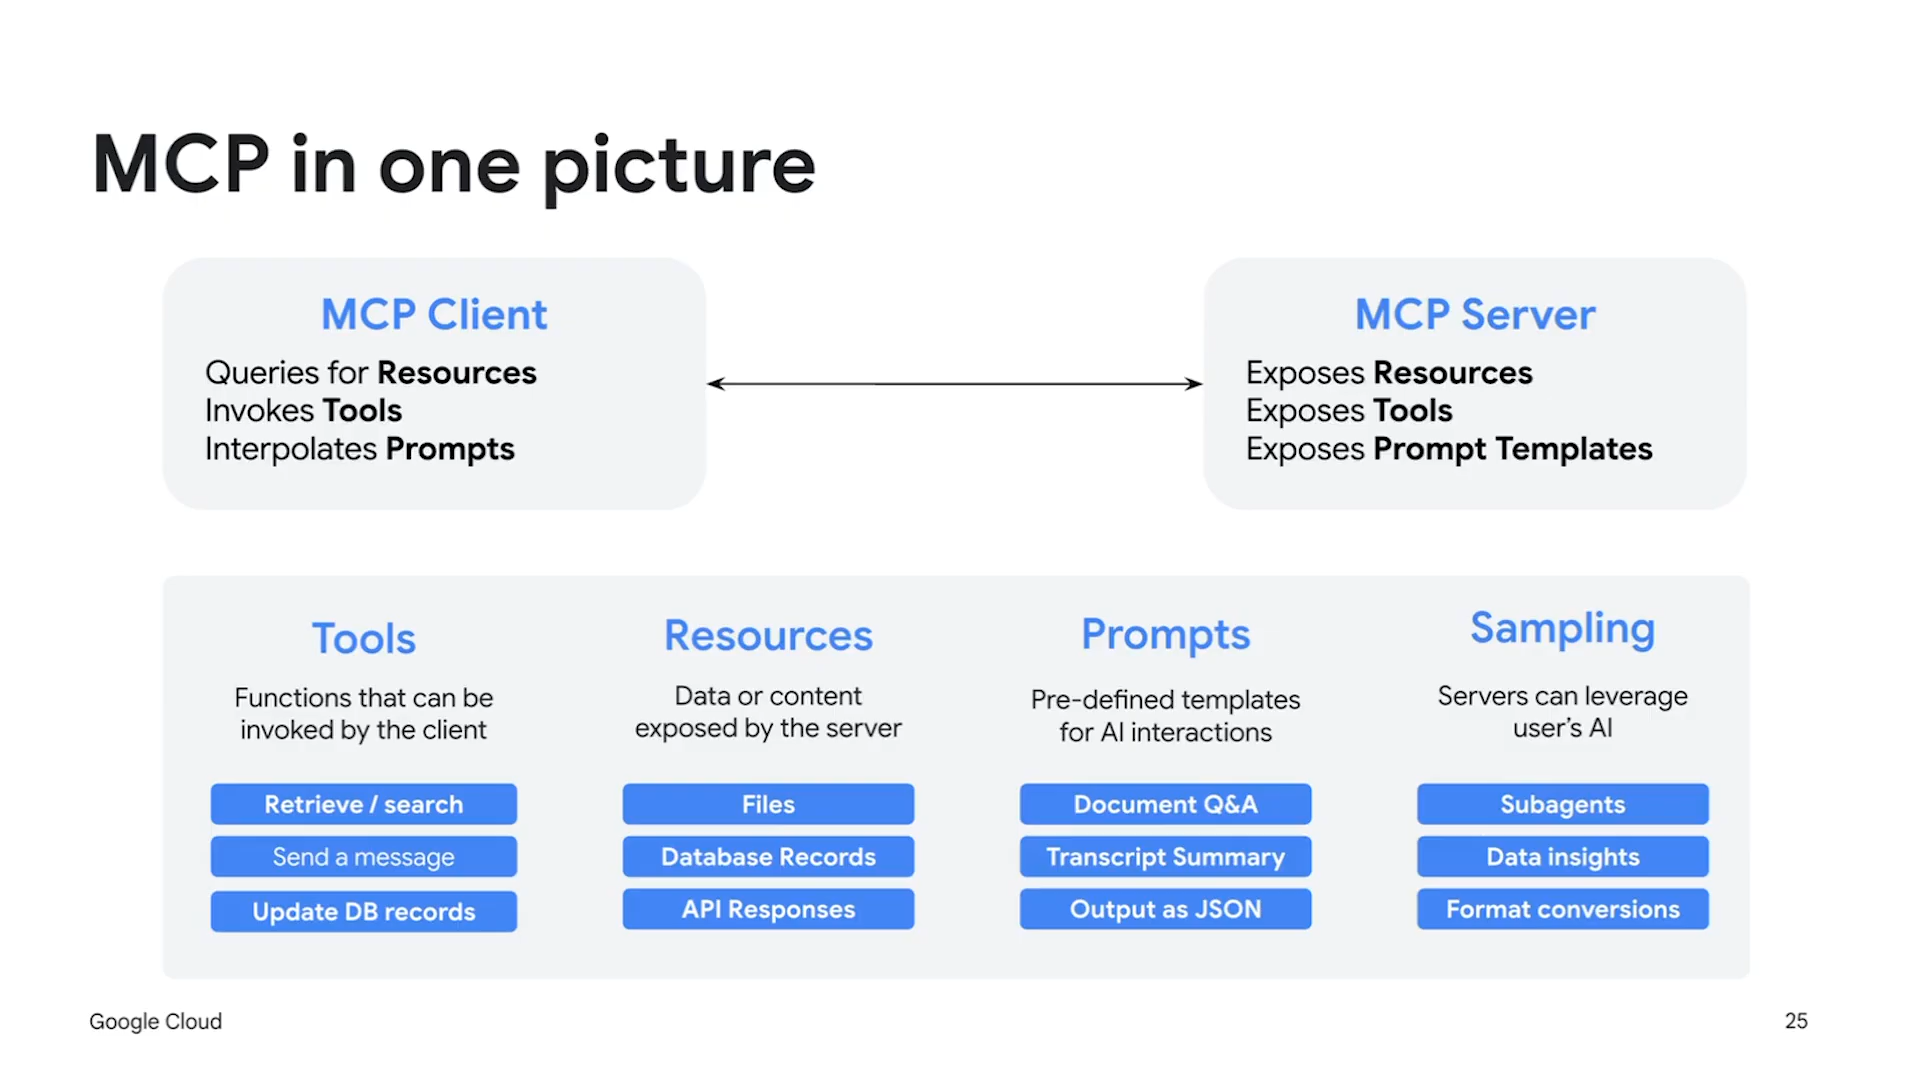 MCP in one picture
MCP Client
Queries for Resources
Invokes Tools
Interpolates Prompts
MCP Server
Exposes Resources
Exposes Tools
Exposes Prompt Templates
Tools
Functions that can be
invoked by the client
Retrieve / search
Send a message
Update DB records
Resources
Data or content
exposed by the server
Files
Database Records
API Responses
Prompts
Pre-defined templates
for AI interactions
Document Q&A
Transcript Summary
Output as JSON
Sampling
Servers can leverage
user's AI
Subagents
Data insights
Format conversions
Google Cloud
25